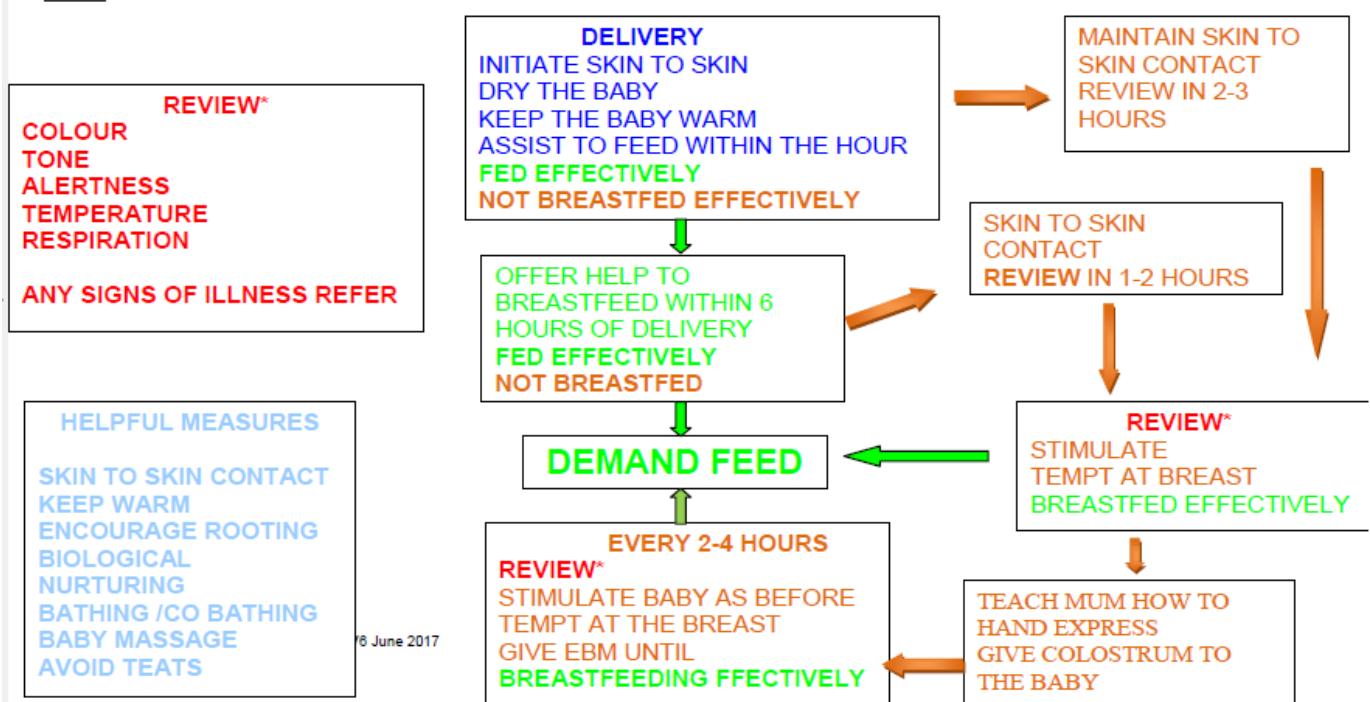 DELIVERY
INITIATE SKIN TO SKIN
DRY THE BABY
KEEP THE BABY WARM
ASSIST TO FEED WITHIN THE HOUR
FED EFFECTIVELY
NOT BREASTFED EFFECTIVELY
MAINTAIN SKIN TO
SKIN CONTACT
REVIEW IN 2-3
HOURS
REVIEW*
COLOUR
TONE
ALERTNESS
TEMPERATURE
RESPIRATION
ANY SIGNS OF ILLNESS REFER
SKIN TO SKIN
CONTACT
REVIEW IN 1-2 HOURS
OFFER HELP TO
BREASTFEED WITHIN 6
HOURS OF DELIVERY
FED EFFECTIVELY
NOT BREASTFED
HELPFUL MEASURES
SKIN TO SKIN CONTACT
KEEP WARM
ENCOURAGE ROOTING
BIOLOGICAL
NURTURING
BATHING /CO BATHING
BABY MASSAGE
AVOID TEATS
DEMAND FEED
REVIEW*
STIMULATE
TEMPT AT BREAST
BREASTFED EFFECTIVELY
EVERY 2-4 HOURS
REVIEW*
STIMULATE BABY AS BEFORE
TEMPT AT THE BREAST
GIVE EBM UNTIL
BREASTFEEDING FFECTIVELY
TEACH MUM HOW TO
HAND EXPRESS
GIVE COLOSTRUM TO
THE BABY
6 June 2017